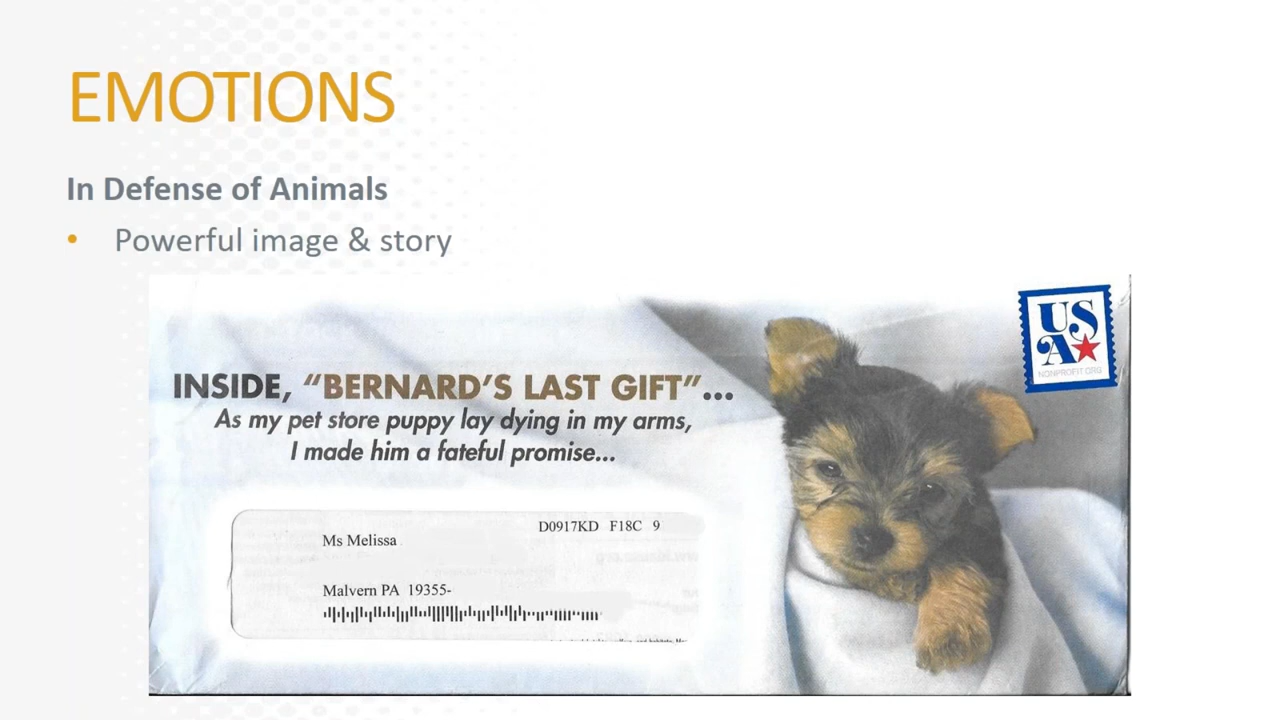 EMOTIONS
In Defense of Animals
• Powerful image & story
US
A
NONPROFIT ORG
INSIDE, “BERNARD’S LAST GIFT”...
As my pet store puppy lay dying in my arms,
I made him a fateful promise...
D0917KD F18C 9
Ms Melissa
Malvern PA 19355-